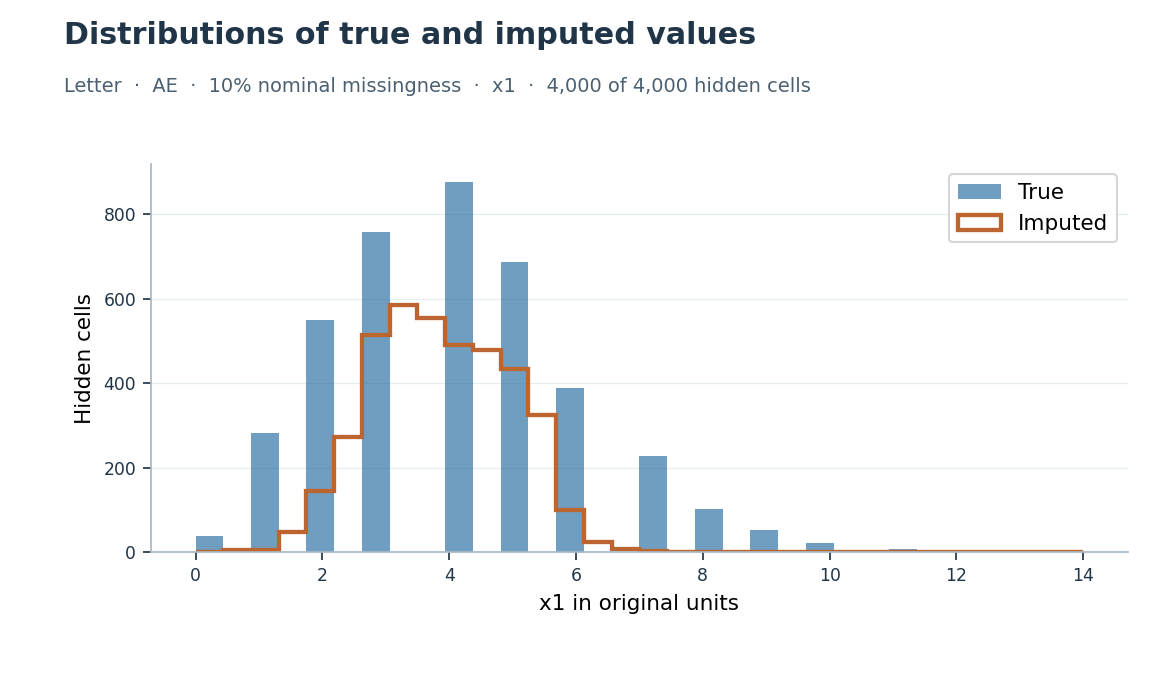 Distributions of true and imputed values
Letter · AE · 10% nominal missingness · x1 · 4,000 of 4,000 hidden cells
True
Imputed
Hidden cells
800
600
400
200
0
0 2 4 6 8 10 12 14
x1 in original units